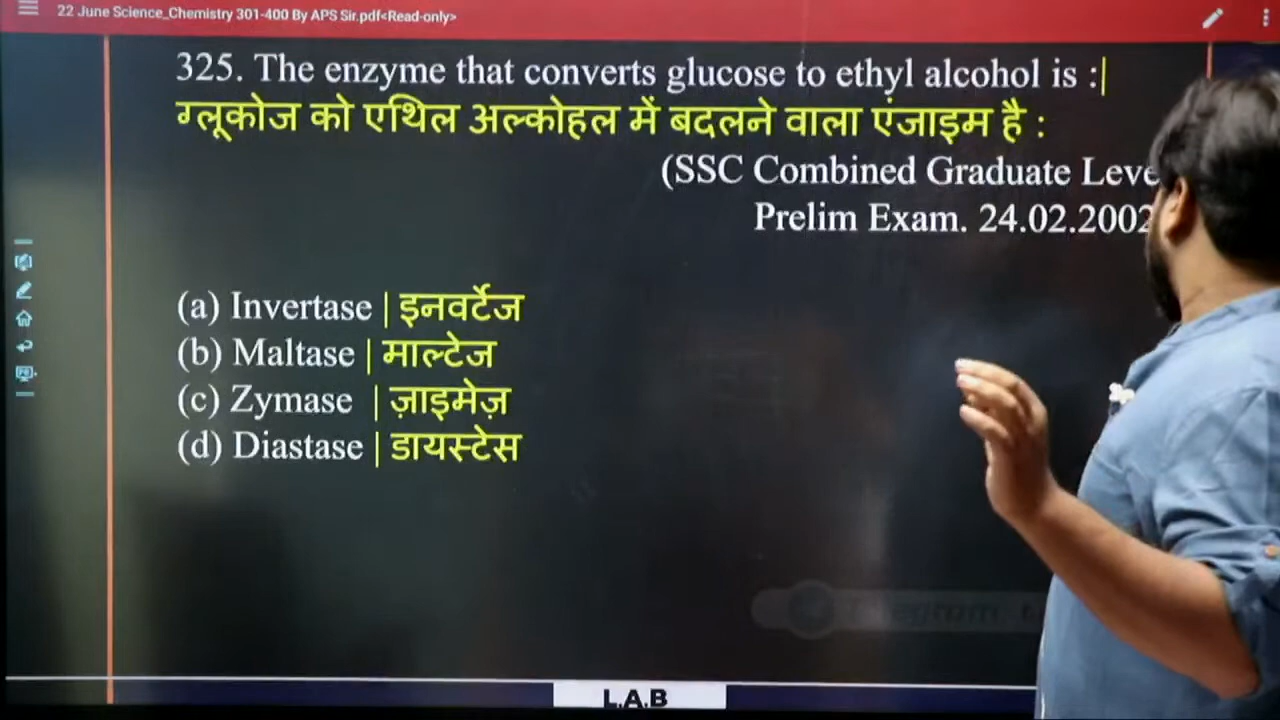 22 June Science_Chemistry 301-400 By APS Sir.pdf<Read-only>
325. The enzyme that converts glucose to ethyl alcohol is :|
ग्लूकोज को एथिल अल्कोहल में बदलने वाला एंजाइम है :
(SSC Combined Graduate Leve
Prelim Exam. 24.02.2002
(a) Invertase | इनवर्टेज
(b) Maltase | माल्टेज
(c) Zymase | ज़ाइमेज़
(d) Diastase | डायस्टेस
L.A.B